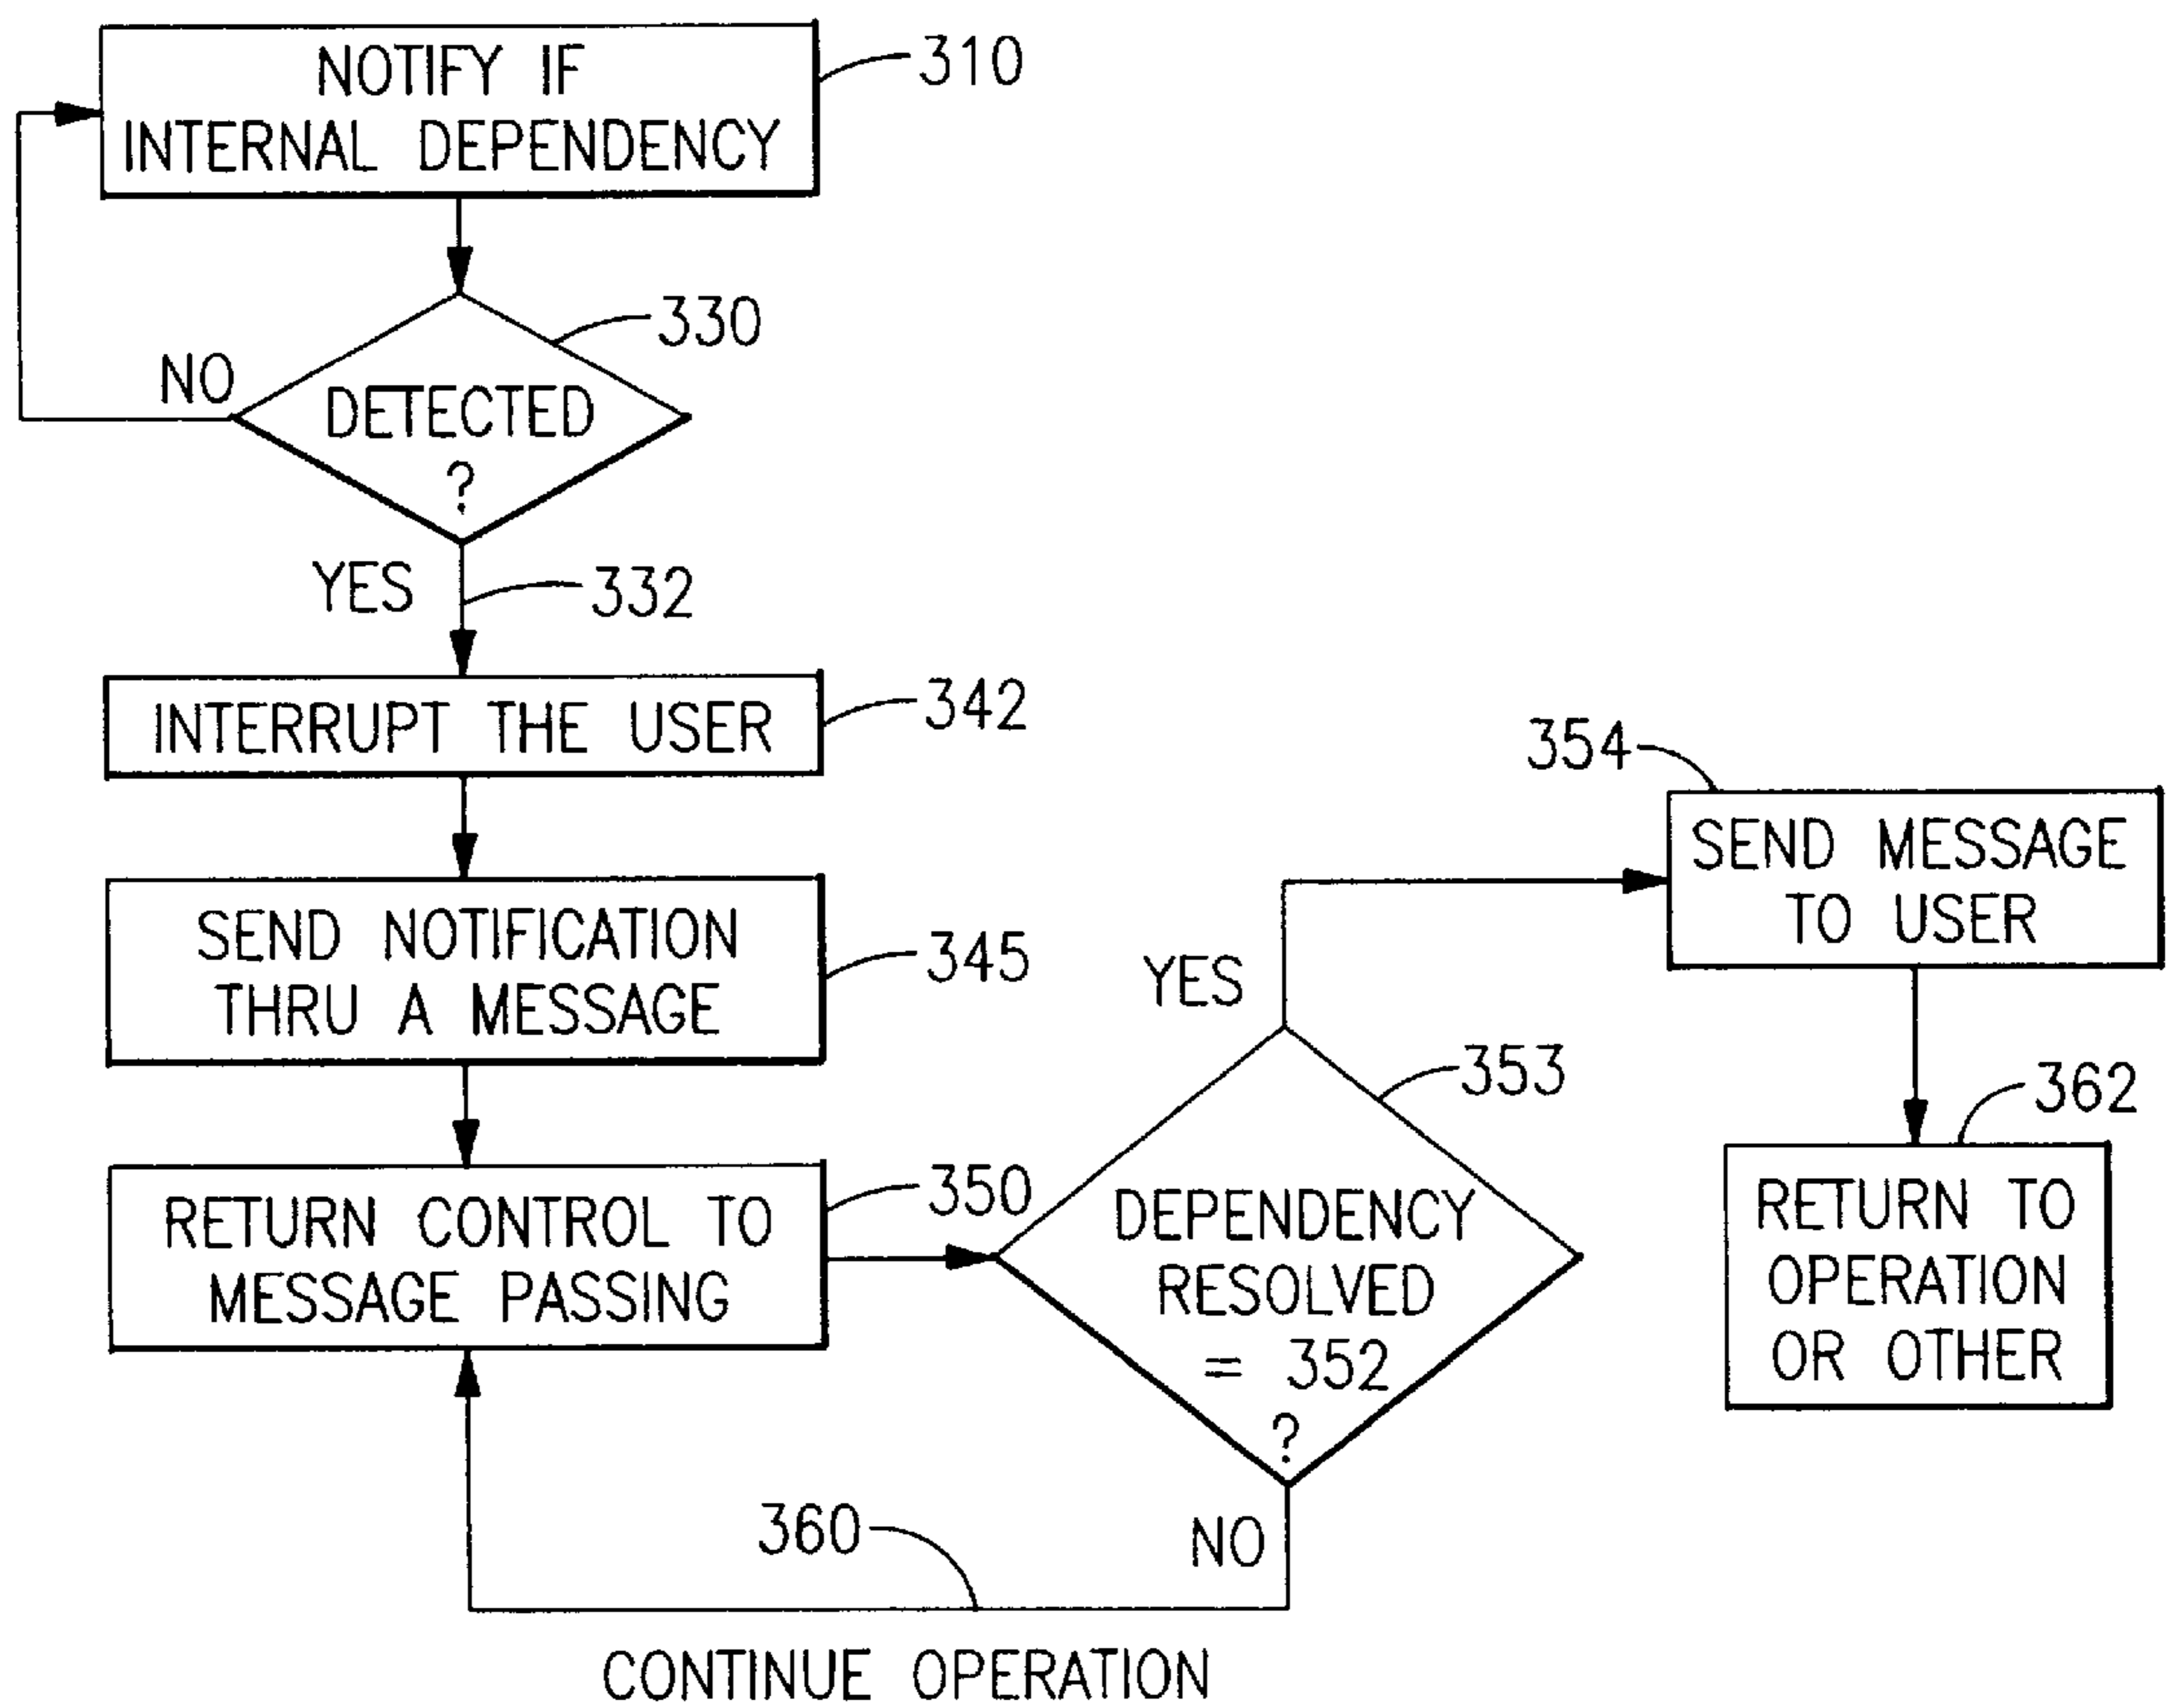 NOTIFY IF
INTERNAL DEPENDENCY
310
330
NO
DETECTED
?
YES
332
INTERRUPT THE USER
342
354
SEND MESSAGE
TO USER
SEND NOTIFICATION
THRU A MESSAGE
345
YES
353
362
RETURN CONTROL TO
MESSAGE PASSING
350
DEPENDENCY
RESOLVED
= 352
?
RETURN TO
OPERATION
OR OTHER
360
NO
CONTINUE OPERATION